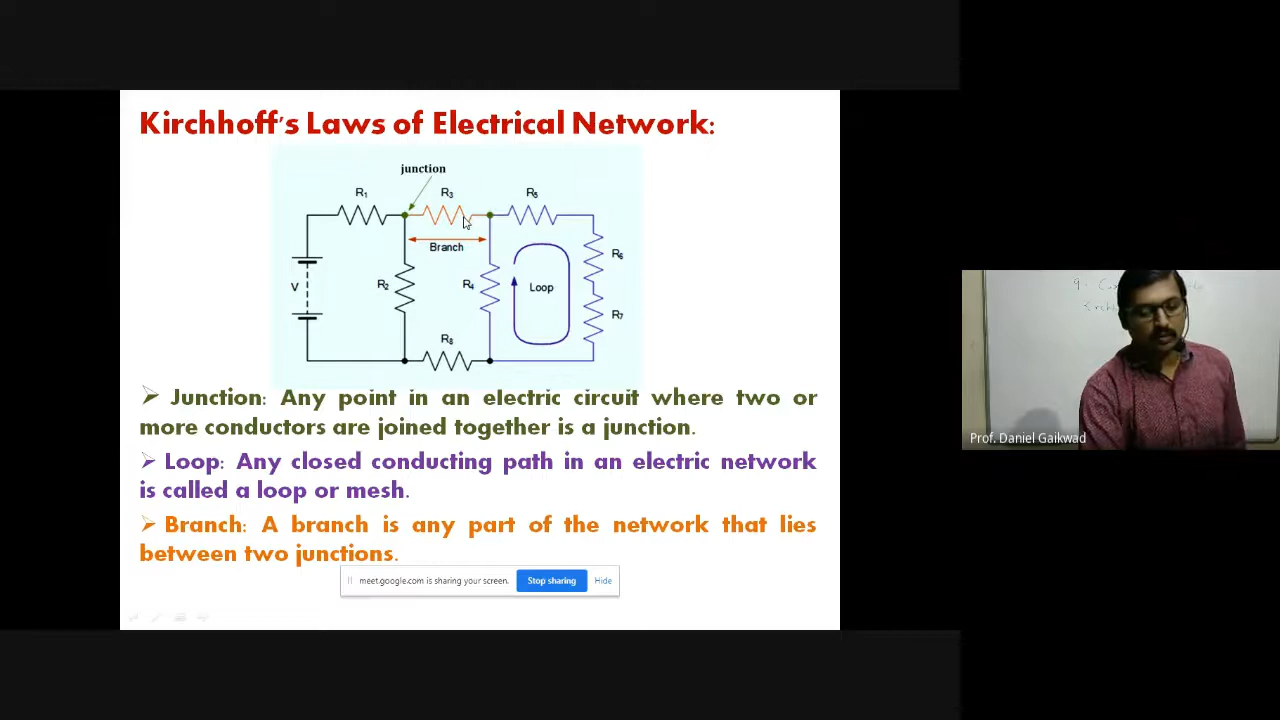 Kirchhoff's Laws of Electrical Network:
junction
R1
R3
R5
Branch
R6
V
R2
R4
Loop
R7
R8
➢ Junction: Any point in an electric circuit where two or
more conductors are joined together is a junction.
➢ Loop: Any closed conducting path in an electric network
is called a loop or mesh.
➢ Branch: A branch is any part of the network that lies
between two junctions.
meet.google.com is sharing your screen.
Stop sharing
Hide
Prof. Daniel Gaikwad